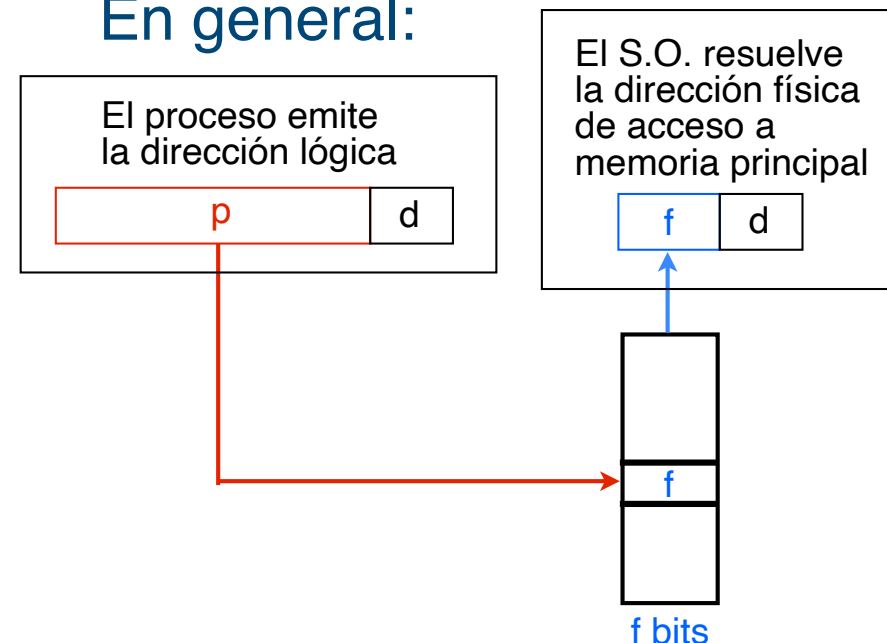 En general:
El proceso emite
la dirección lógica
p
d
El S.O. resuelve
la dirección física
de acceso a
memoria principal
f
d
f
f bits